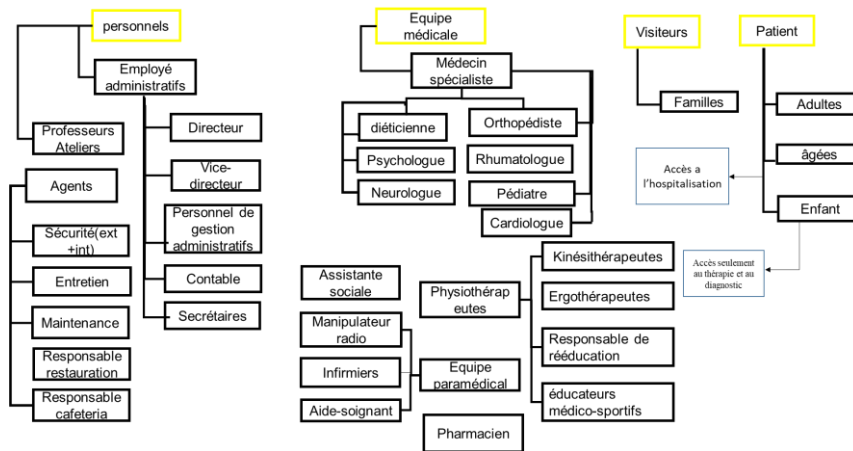 personnels
Employé
administratifs
Professeurs
Ateliers
Directeur
Vice-
directeur
Personnel de
gestion
administratifs
Contable
Secrétaires
Agents
Sécurité(ext
+int)
Entretien
Maintenance
Responsable
restauration
Responsable
cafeteria
Equipe
médicale
Médecin
spécialiste
diéticienne
Psychologue
Neurologue
Orthopédiste
Rhumatologue
Pédiatre
Cardiologue
Assistante
sociale
Manipulateur
radio
Infirmiers
Aide-soignant
Physiothérap
eutes
Equipe
paramédical
Pharmacien
Kinésithérapeutes
Ergothérapeutes
Responsable de
rééducation
éducateurs
médico-sportifs
Visiteurs
Familles
Patient
Adultes
âgées
Enfant
Accès a
l’hospitalisation
Accès seulement
au thérapie et au
diagnostic